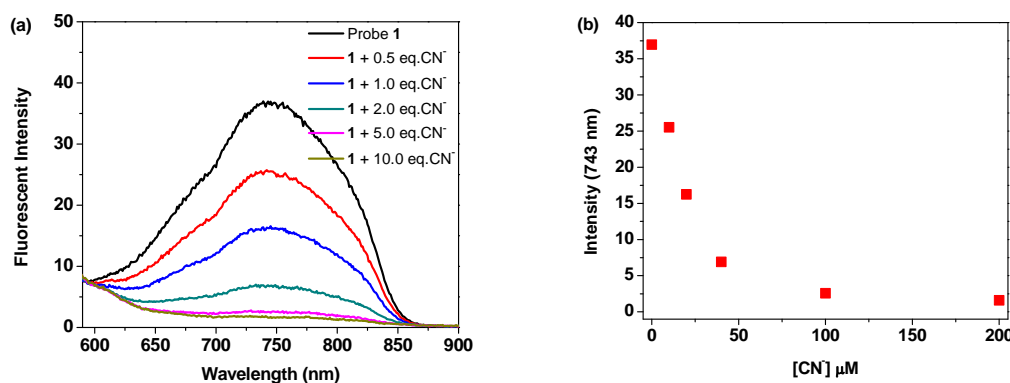 (a)
50
40
30
20
10
0
Fluorescent Intensity
Probe 1
1 + 0.5 eq.CN⁻
1 + 1.0 eq.CN⁻
1 + 2.0 eq.CN⁻
1 + 5.0 eq.CN⁻
1 + 10.0 eq.CN⁻
600 650 700 750 800 850 900
Wavelength (nm)
(b)
40
35
30
25
20
15
10
5
0
Intensity (743 nm)
0 50 100 150 200
[CN⁻] μM